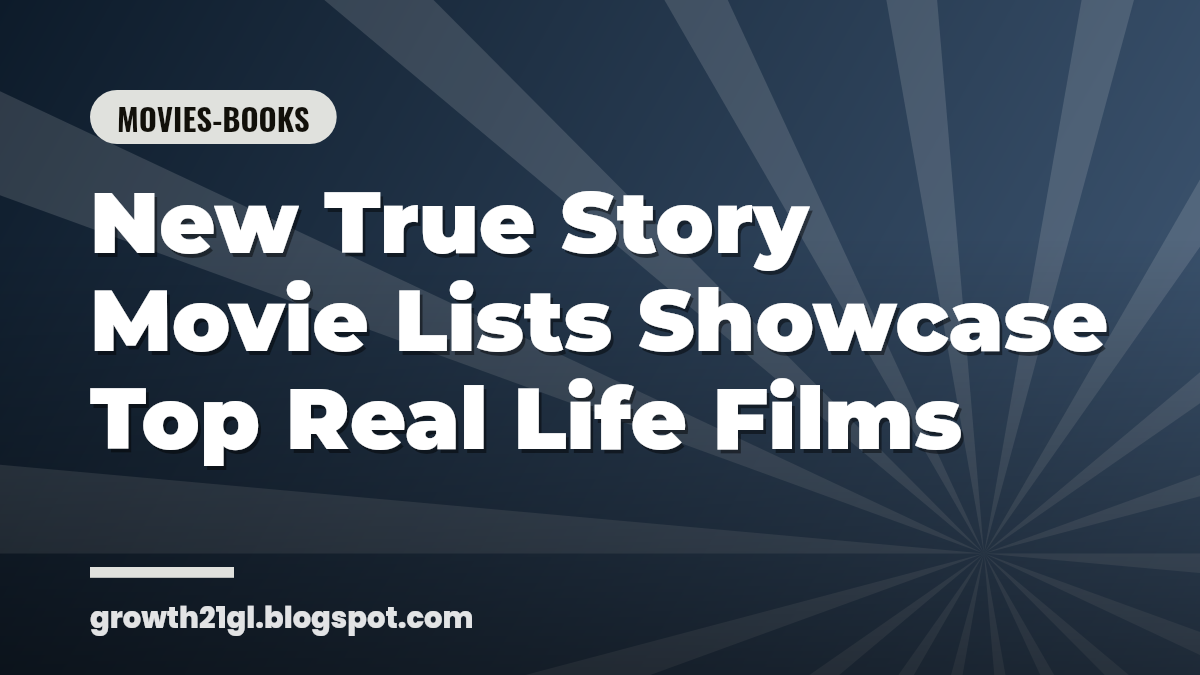 MOVIES-BOOKS
New True Story
Movie Lists Showcase
Top Real Life Films
growth21gl.blogspot.com